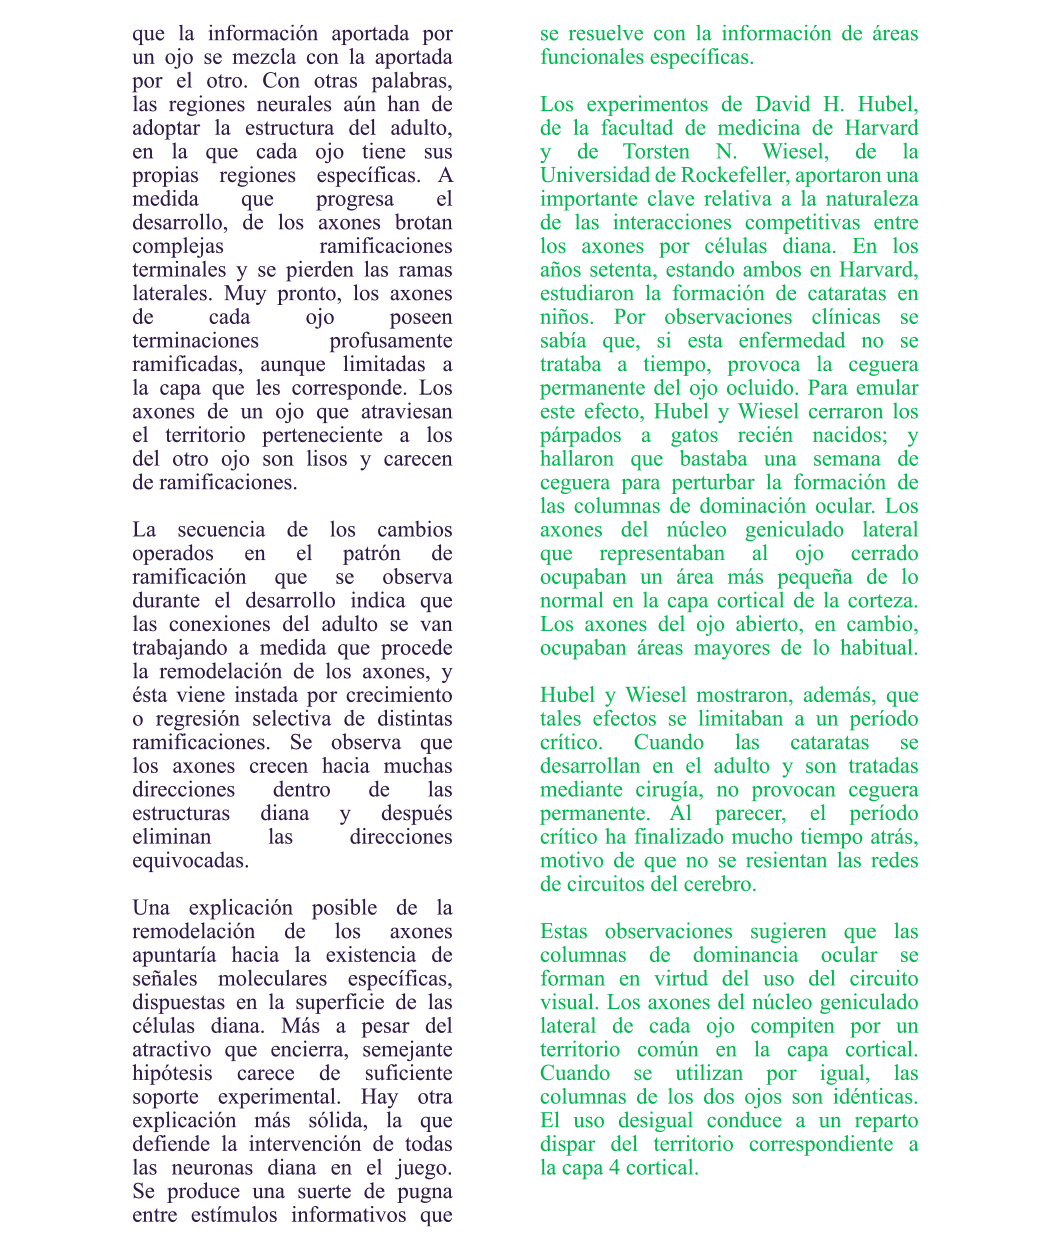 que la información aportada por
un ojo se mezcla con la aportada
por el otro. Con otras palabras,
las regiones neurales aún han de
adoptar la estructura del adulto,
en la que cada ojo tiene sus
propias regiones específicas. A
medida que progresa el
desarrollo, de los axones brotan
complejas ramificaciones
terminales y se pierden las ramas
laterales. Muy pronto, los axones
de cada ojo poseen
terminaciones profusamente
ramificadas, aunque limitadas a
la capa que les corresponde. Los
axones de un ojo que atraviesan
el territorio perteneciente a los
del otro ojo son lisos y carecen
de ramificaciones.
La secuencia de los cambios
operados en el patrón de
ramificación que se observa
durante el desarrollo indica que
las conexiones del adulto se van
trabajando a medida que procede
la remodelación de los axones, y
ésta viene instada por crecimiento
o regresión selectiva de distintas
ramificaciones. Se observa que
los axones crecen hacia muchas
direcciones dentro de las
estructuras diana y después
eliminan las direcciones
equivocadas.
Una explicación posible de la
remodelación de los axones
apuntaría hacia la existencia de
señales moleculares específicas,
dispuestas en la superficie de las
células diana. Más a pesar del
atractivo que encierra, semejante
hipótesis carece de suficiente
soporte experimental. Hay otra
explicación más sólida, la que
defiende la intervención de todas
las neuronas diana en el juego.
Se produce una suerte de pugna
entre estímulos informativos que
se resuelve con la información de áreas
funcionales específicas.
Los experimentos de David H. Hubel,
de la facultad de medicina de Harvard
y de Torsten N. Wiesel, de la
Universidad de Rockefeller, aportaron una
importante clave relativa a la naturaleza
de las interacciones competitivas entre
los axones por células diana. En los
años setenta, estando ambos en Harvard,
estudiaron la formación de cataratas en
niños. Por observaciones clínicas se
sabía que, si esta enfermedad no se
trataba a tiempo, provoca la ceguera
permanente del ojo ocluido. Para emular
este efecto, Hubel y Wiesel cerraron los
párpados a gatos recién nacidos; y
hallaron que bastaba una semana de
ceguera para perturbar la formación de
las columnas de dominación ocular. Los
axones del núcleo geniculado lateral
que representaban al ojo cerrado
ocupaban un área más pequeña de lo
normal en la capa cortical de la corteza.
Los axones del ojo abierto, en cambio,
ocupaban áreas mayores de lo habitual.
Hubel y Wiesel mostraron, además, que
tales efectos se limitaban a un período
crítico. Cuando las cataratas se
desarrollan en el adulto y son tratadas
mediante cirugía, no provocan ceguera
permanente. Al parecer, el período
crítico ha finalizado mucho tiempo atrás,
motivo de que no se resientan las redes
de circuitos del cerebro.
Estas observaciones sugieren que las
columnas de dominancia ocular se
forman en virtud del uso del circuito
visual. Los axones del núcleo geniculado
lateral de cada ojo compiten por un
territorio común en la capa cortical.
Cuando se utilizan por igual, las
columnas de los dos ojos son idénticas.
El uso desigual conduce a un reparto
dispar del territorio correspondiente a
la capa 4 cortical.